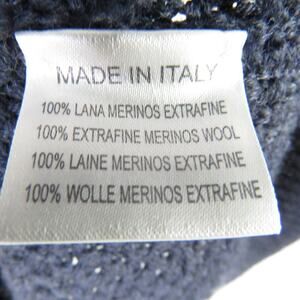 MADE IN ITALY
100% LANA MERINOS EXTRAFINE
100% EXTRAFINE MERINOS WOOL
100% LAINE MERINOS EXTRAFINE
100% WOLLE MERINOS EXTRAFINE